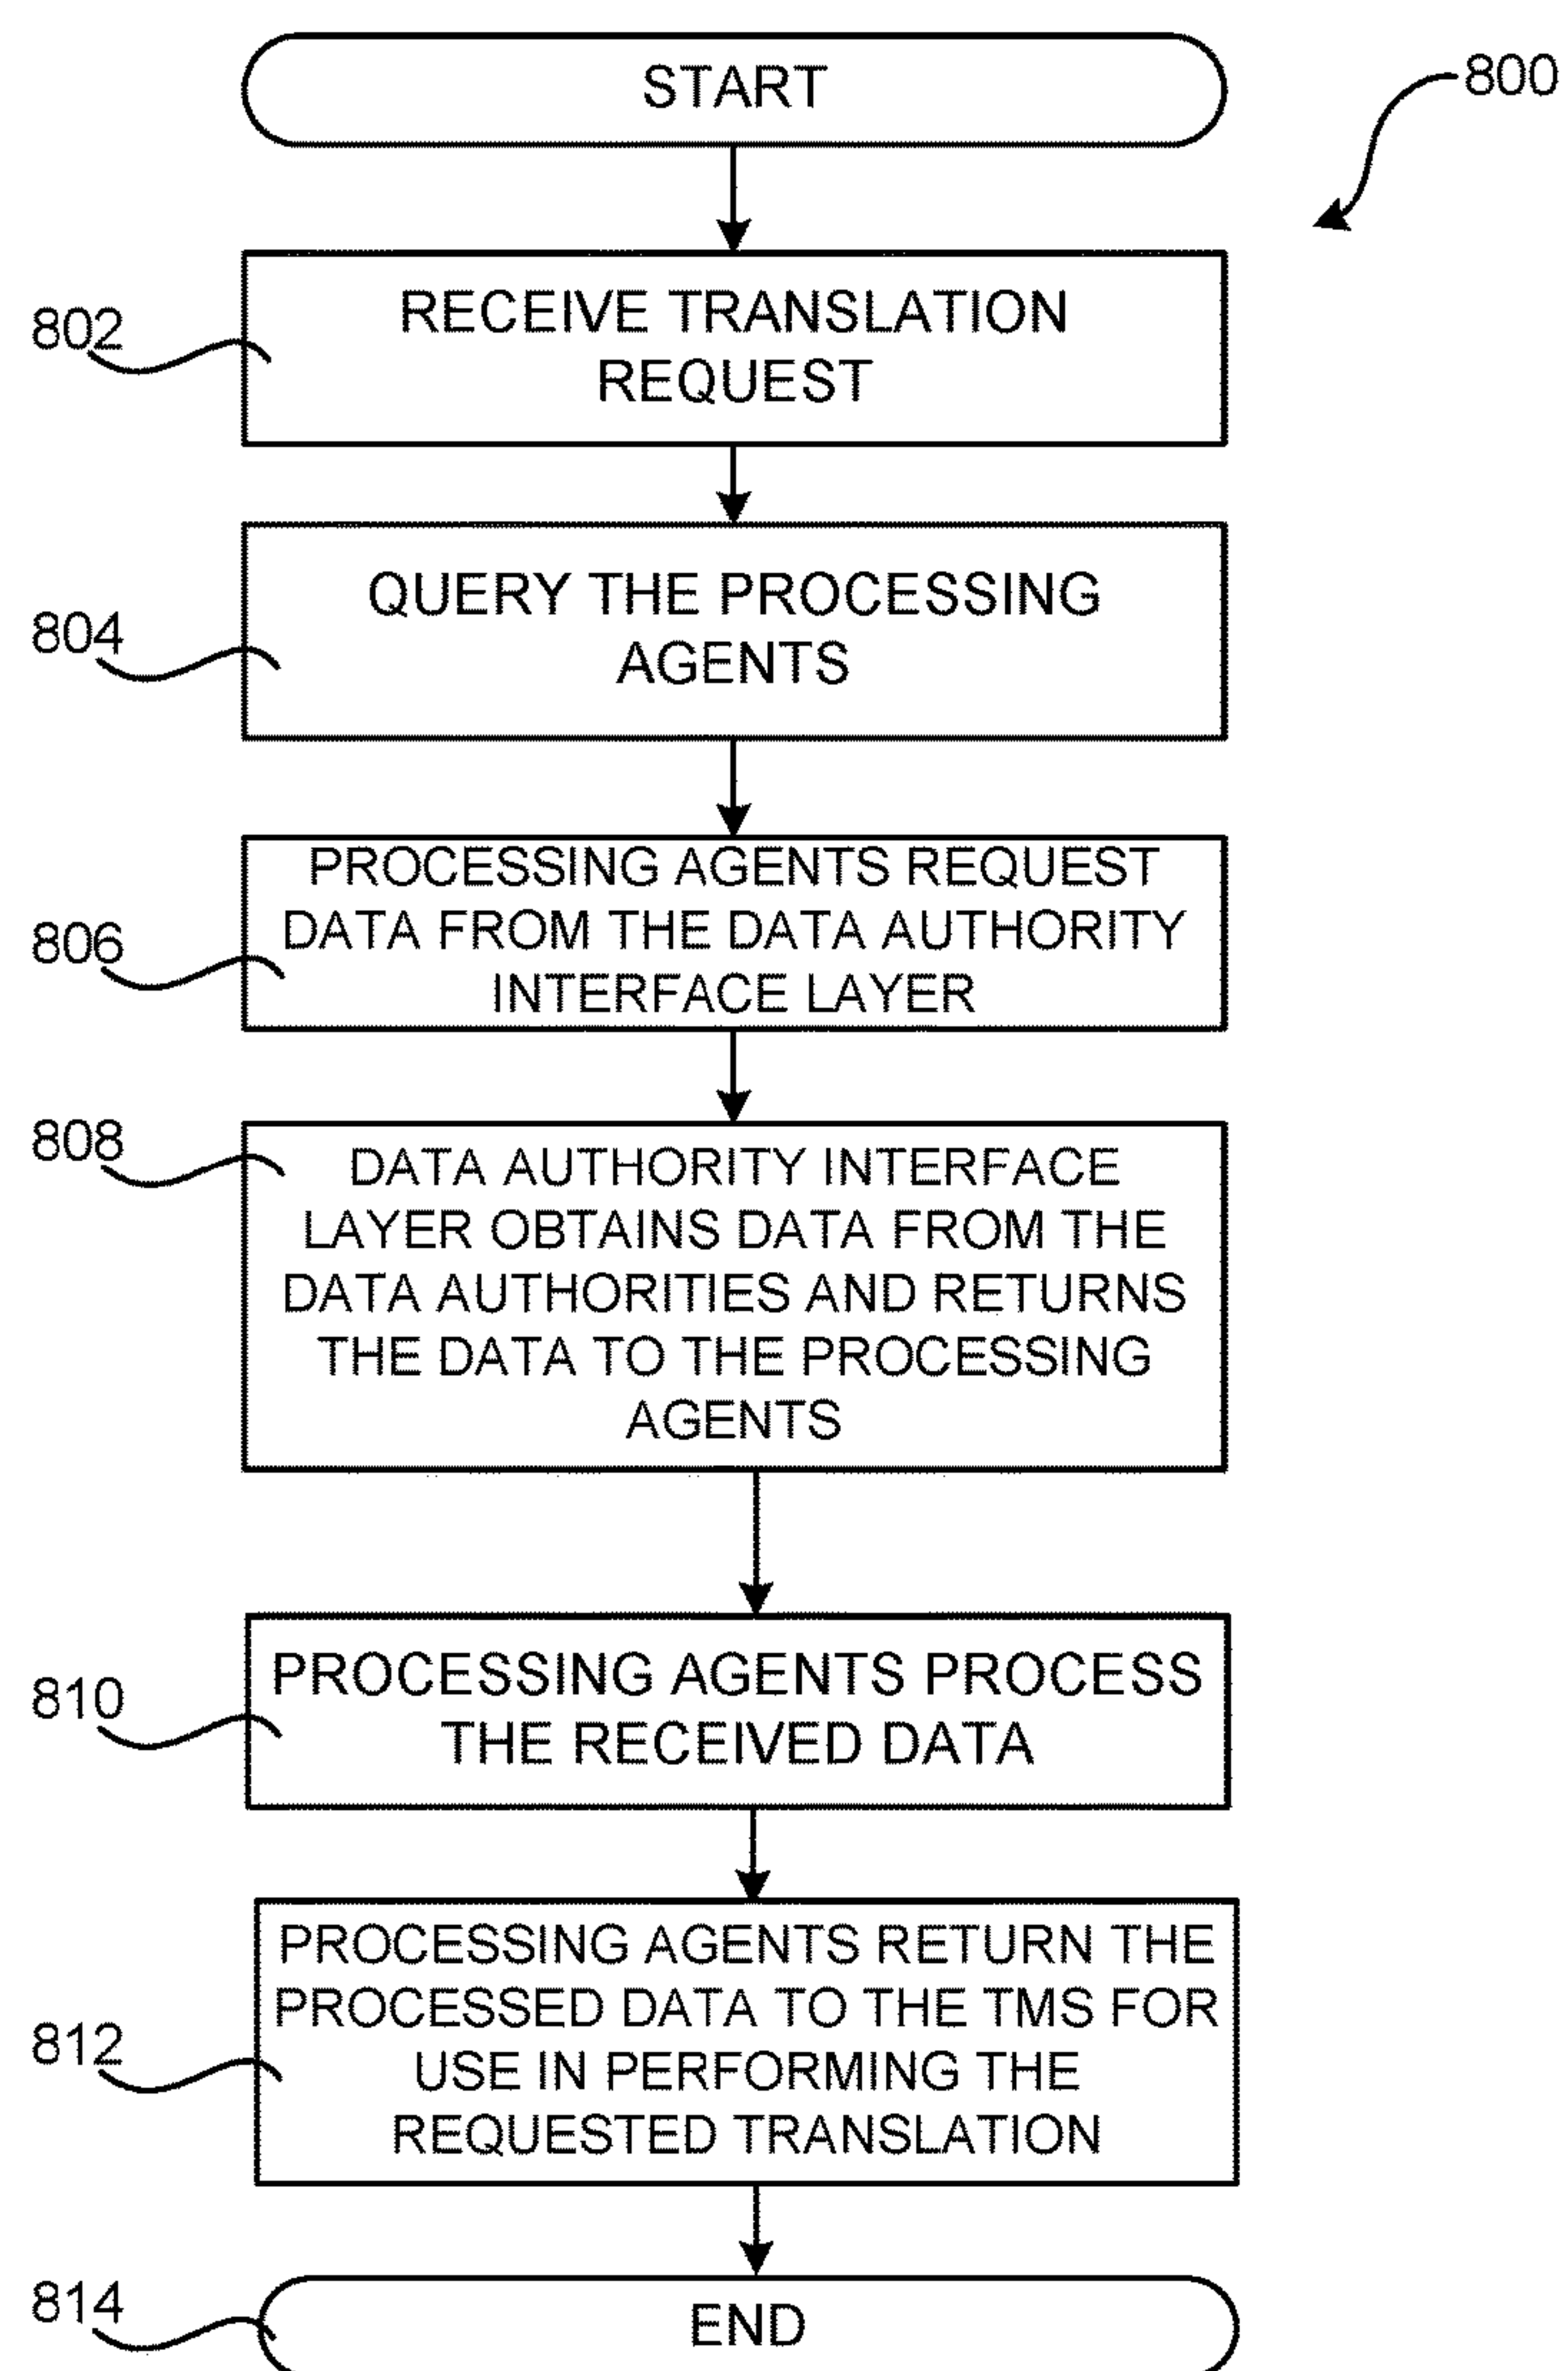 START
800
802
RECEIVE TRANSLATION
REQUEST
804
QUERY THE PROCESSING
AGENTS
806
PROCESSING AGENTS REQUEST
DATA FROM THE DATA AUTHORITY
INTERFACE LAYER
808
DATA AUTHORITY INTERFACE
LAYER OBTAINS DATA FROM THE
DATA AUTHORITIES AND RETURNS
THE DATA TO THE PROCESSING
AGENTS
810
PROCESSING AGENTS PROCESS
THE RECEIVED DATA
812
PROCESSING AGENTS RETURN THE
PROCESSED DATA TO THE TMS FOR
USE IN PERFORMING THE
REQUESTED TRANSLATION
814
END